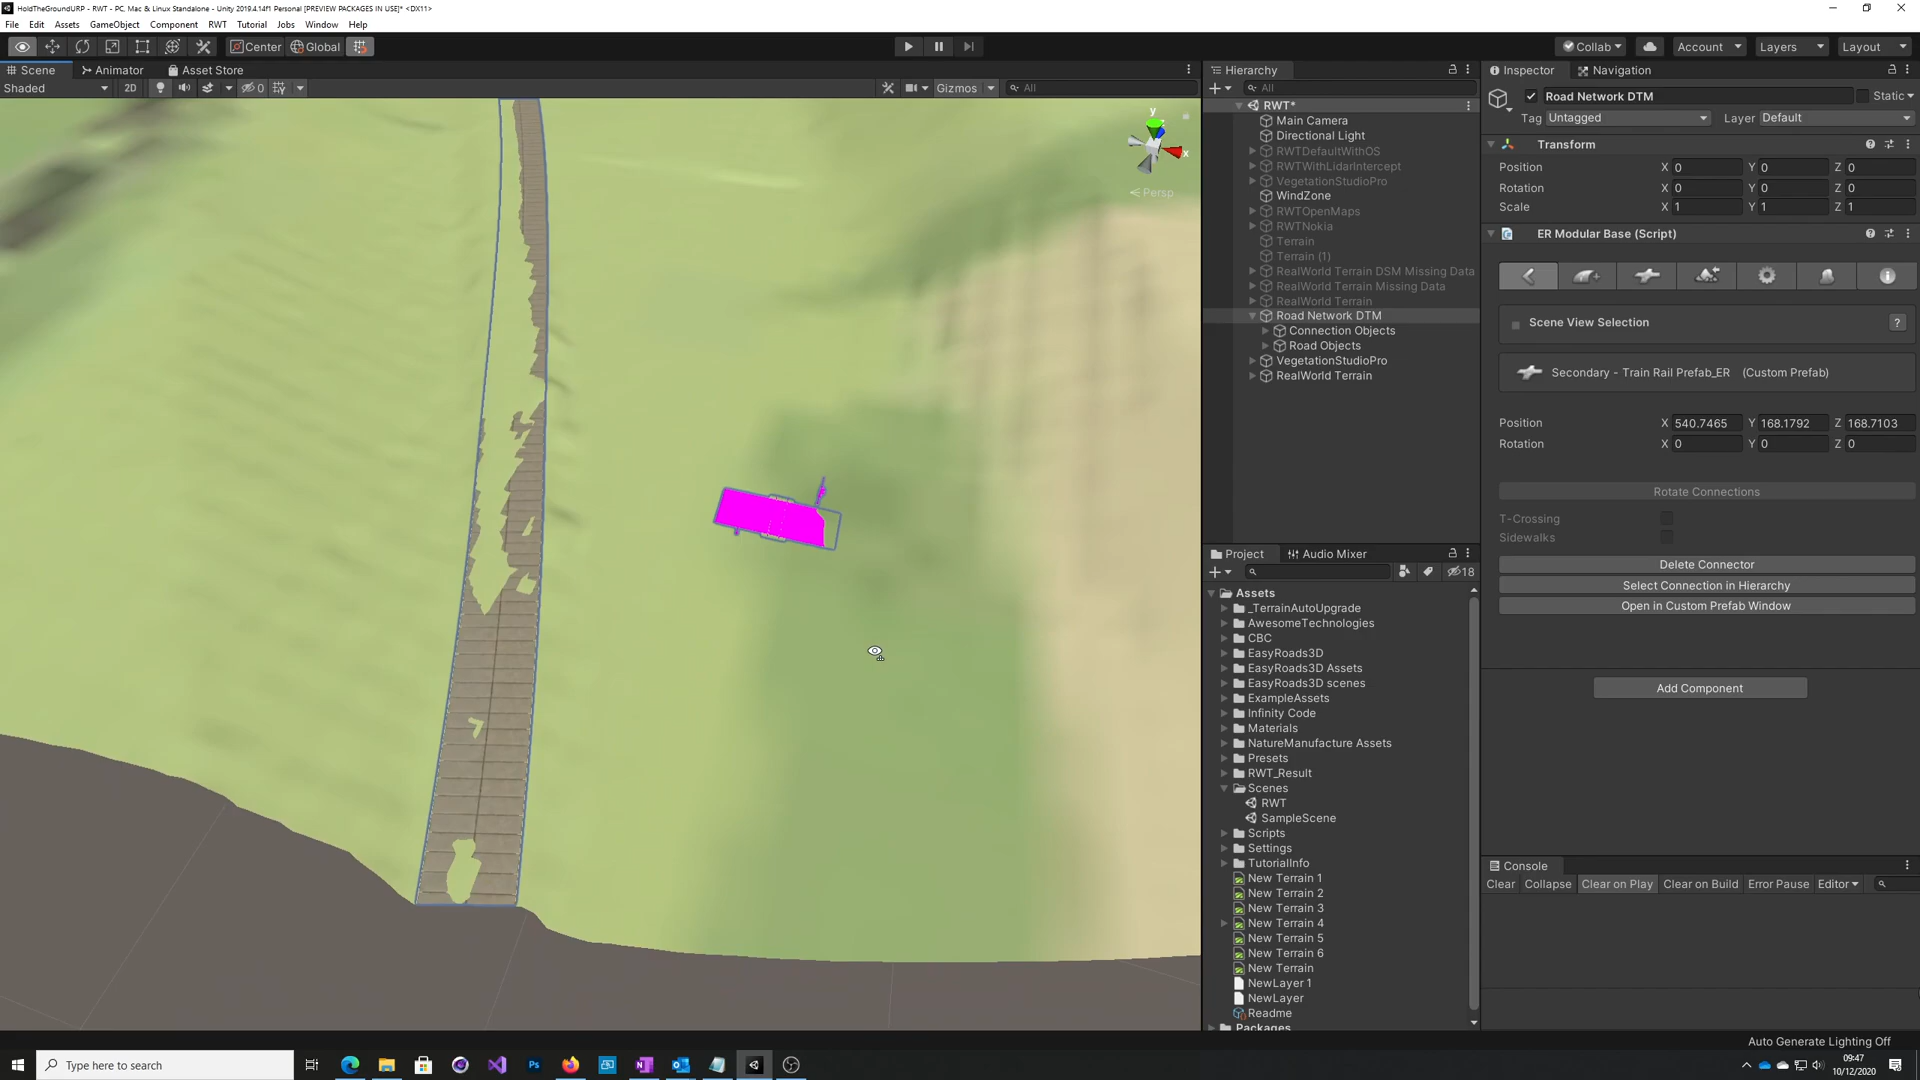 HoldTheGroundURP - RWT - PC, Mac & Linux Standalone - Unity 2019.4.14f1 Personal [PREVIEW PACKAGES IN USE]* <DX11>
File Edit Assets GameObject Component RWT Tutorial Jobs Window Help
Center Global Collab Account Layers Layout
Scene Animator Asset Store
Shaded 2D 0 Gizmos All
y
x
Persp
Hierarchy
All
RWT*
Main Camera
Directional Light
RWTDefaultWithOS
RWTWithLidarIntercept
VegetationStudioPro
WindZone
RWTOpenMaps
RWTNokia
Terrain
Terrain (1)
RealWorld Terrain DSM Missing Data
RealWorld Terrain Missing Data
RealWorld Terrain
Road Network DTM
Connection Objects
Road Objects
VegetationStudioPro
RealWorld Terrain
Project Audio Mixer
18
Assets
_TerrainAutoUpgrade
AwesomeTechnologies
CBC
EasyRoads3D
EasyRoads3D Assets
EasyRoads3D scenes
ExampleAssets
Infinity Code
Materials
NatureManufacture Assets
Presets
RWT_Result
Scenes
RWT
SampleScene
Scripts
Settings
TutorialInfo
New Terrain 1
New Terrain 2
New Terrain 3
New Terrain 4
New Terrain 5
New Terrain 6
New Terrain
NewLayer 1
NewLayer
Readme
Packages
Inspector Navigation
Road Network DTM Static
Tag Untagged Layer Default
Transform
Position X 0 Y 0 Z 0
Rotation X 0 Y 0 Z 0
Scale X 1 Y 1 Z 1
ER Modular Base (Script)
Scene View Selection ?
Secondary - Train Rail Prefab_ER (Custom Prefab)
Position X 540.7465 Y 168.1792 Z 168.7103
Rotation X 0 Y 0 Z 0
Rotate Connections
T-Crossing
Sidewalks
Delete Connector
Select Connection in Hierarchy
Open in Custom Prefab Window
Add Component
Console
Clear Collapse Clear on Play Clear on Build Error Pause Editor
Auto Generate Lighting Off
Type here to search
09:47
10/12/2020